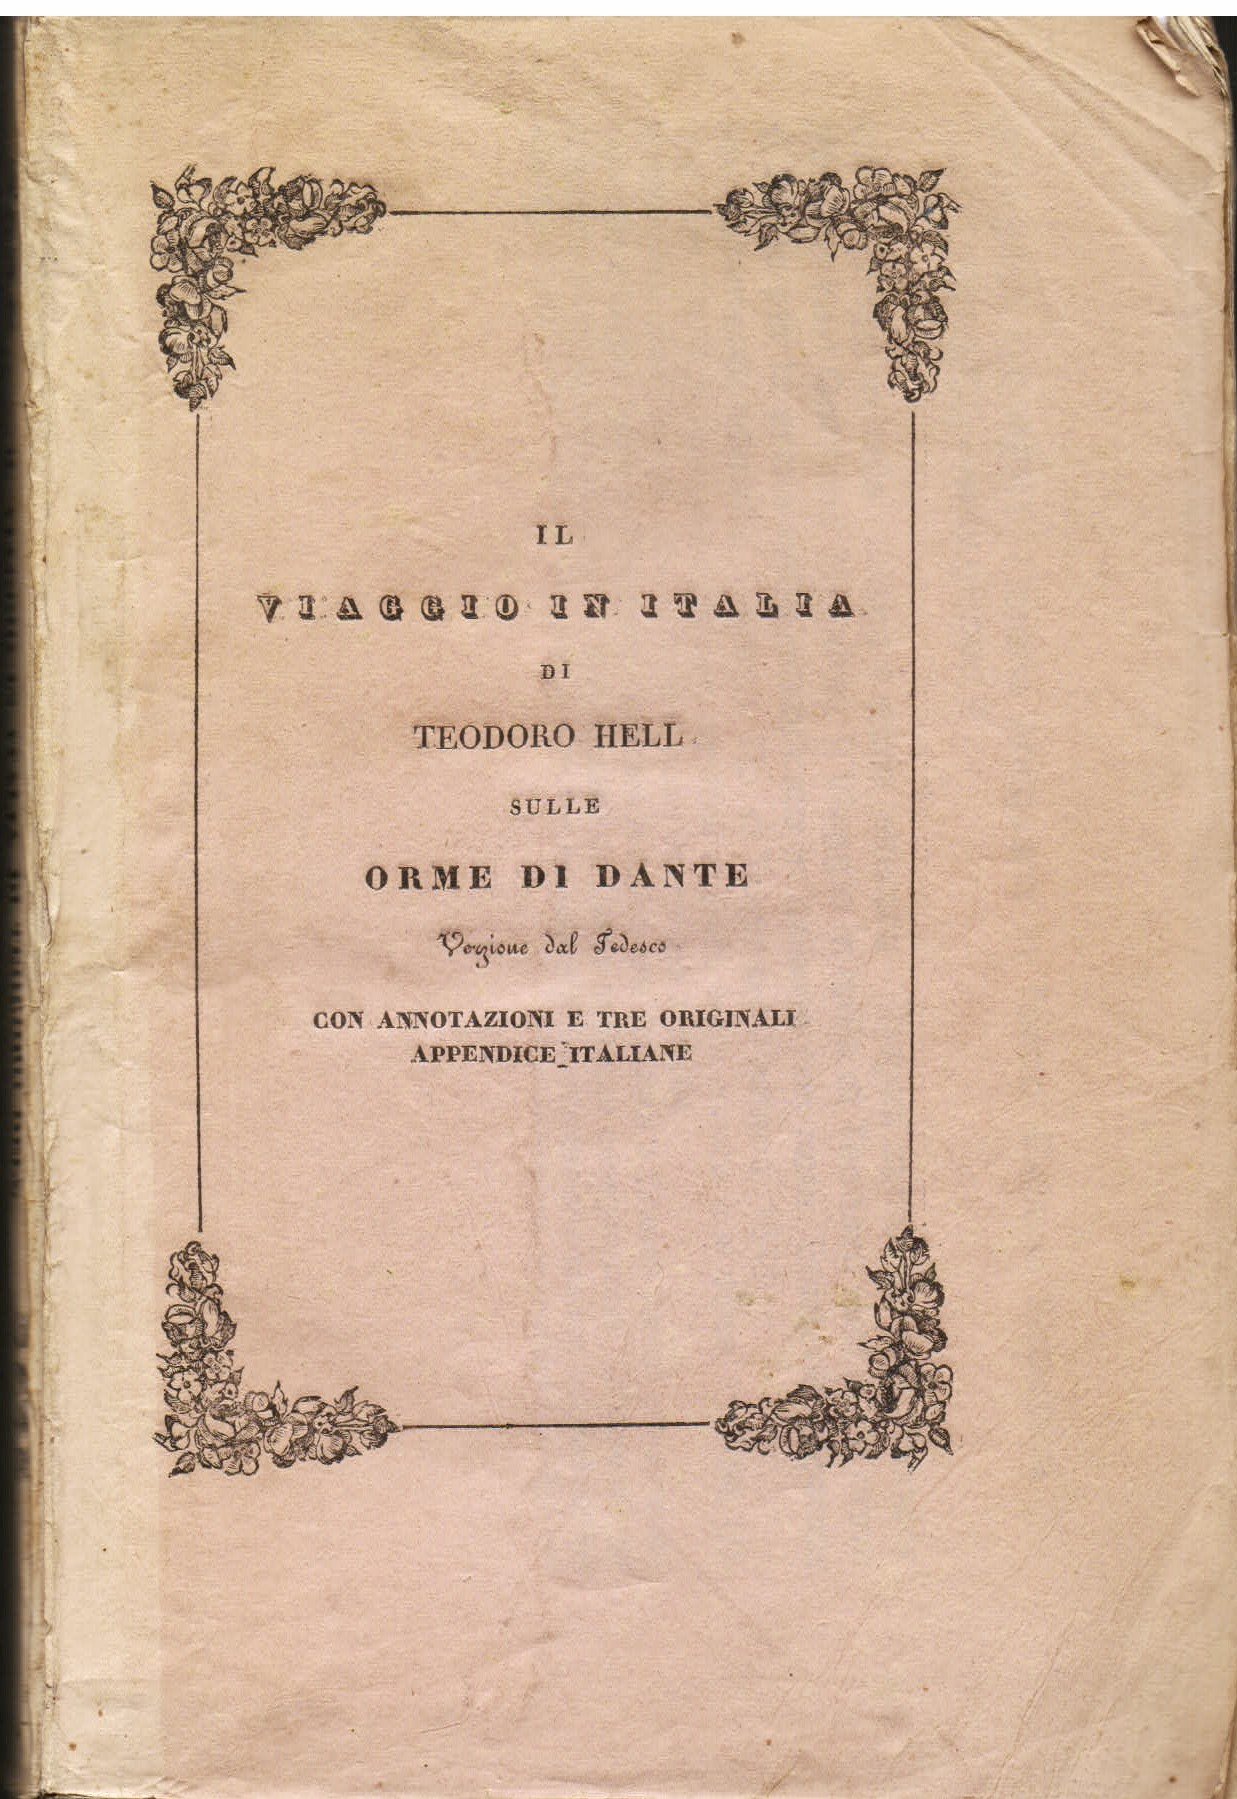 IL
VIAGGIO IN ITALIA
DI
TEODORO HELL
SULLE
ORME DI DANTE
Versione dal Tedesco
CON ANNOTAZIONI E TRE ORIGINALI
APPENDICE ITALIANE